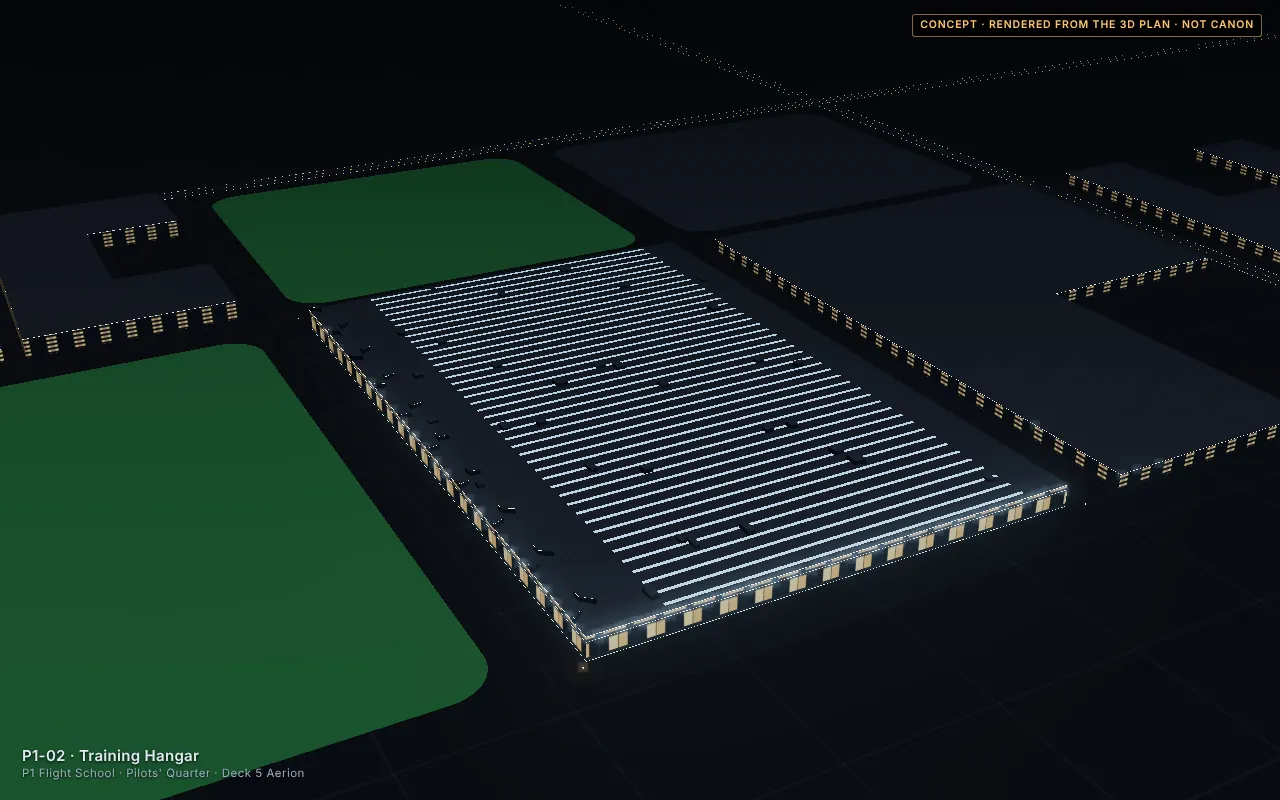 CONCEPT · RENDERED FROM THE 3D PLAN · NOT CANON
P1-02 · Training Hangar
P1 Flight School · Pilots' Quarter · Deck 5 Aerion